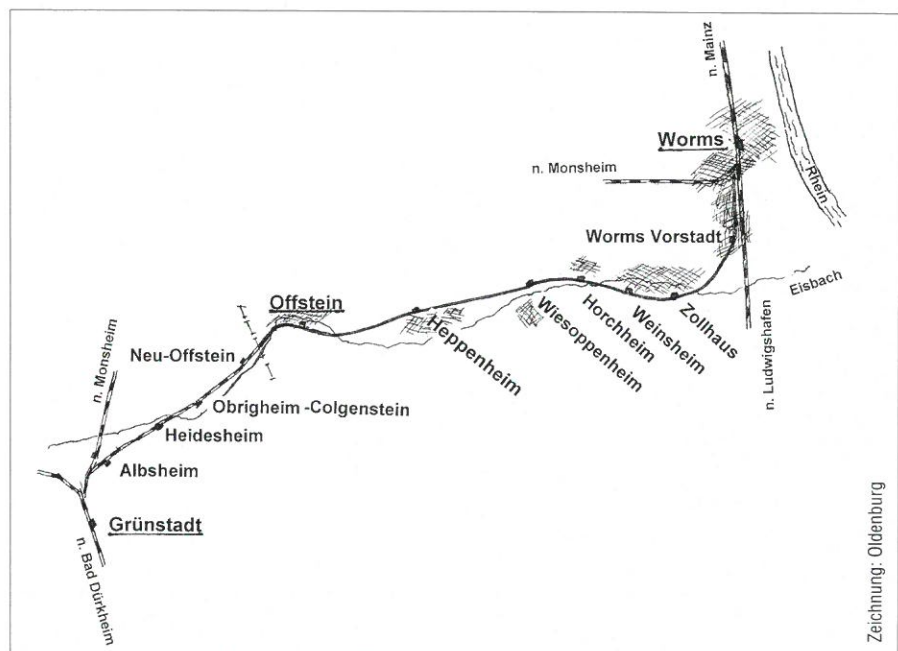 n. Mainz
Worms
Rhein
n. Monsheim
Worms Vorstadt
Eisbach
Zollhaus
Weinsheim
Horchheim
Wiesoppenheim
Heppenheim
n. Ludwigshafen
Offstein
Neu-Offstein
n. Monsheim
Obrigheim -Colgenstein
Heidesheim
Albsheim
Grünstadt
n. Bad Dürkheim
Zeichnung: Oldenburg